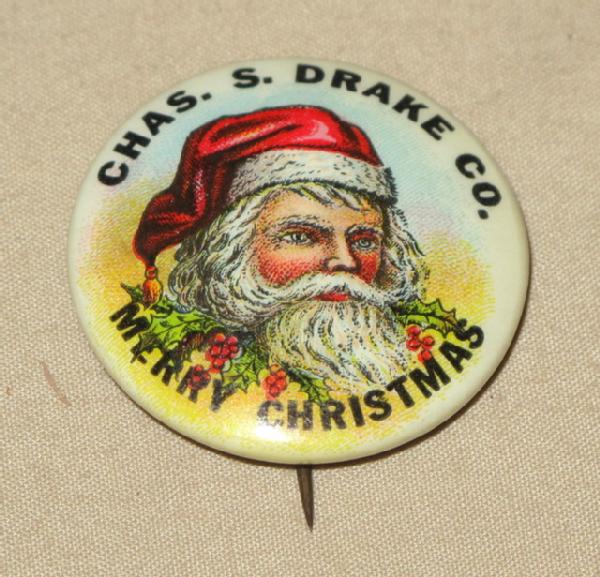 CHAS. S. DRAKE CO.
MERRY CHRISTMAS